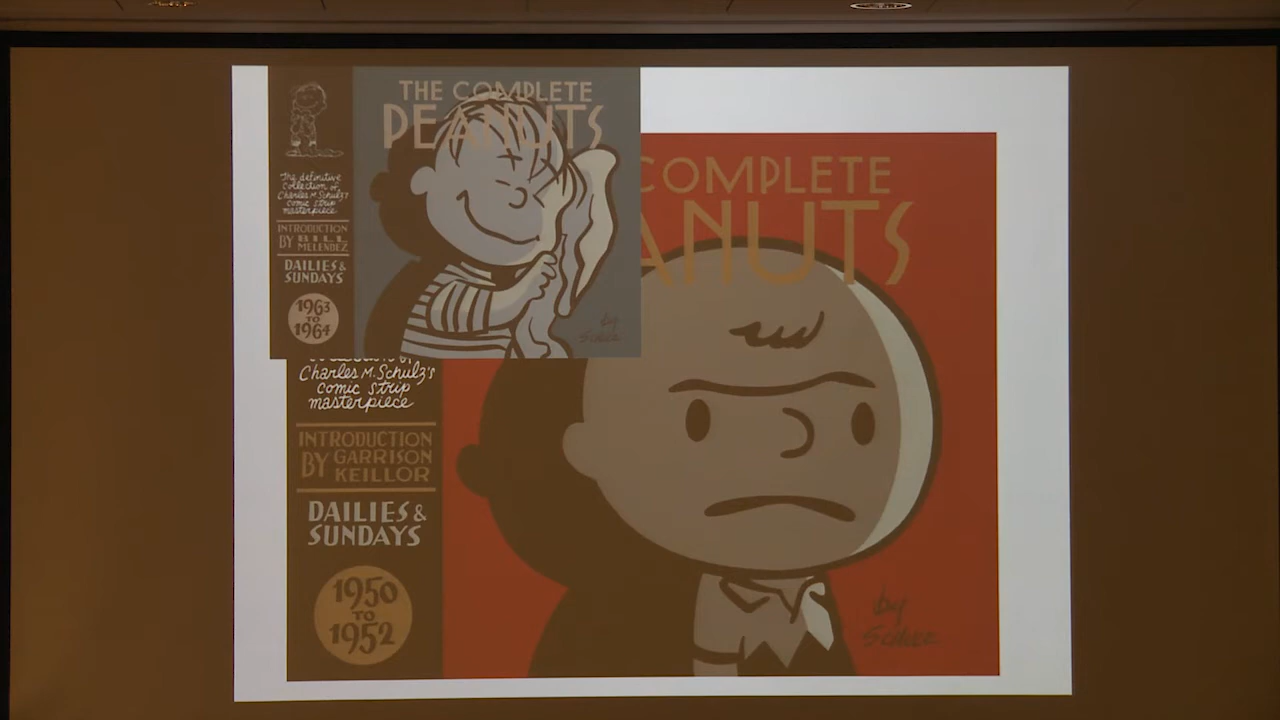 THE COMPLETE
PEANUTS
The definitive
collection of
Charles M. Schulz's
comic strip
masterpiece
INTRODUCTION
BY BILL
MELENDEZ
DAILIES &
SUNDAYS
1963
TO
1964
by
Schulz
COMPLETE
ANUTS
Charles M. Schulz's
comic strip
masterpiece
INTRODUCTION
BY GARRISON
KEILLOR
DAILIES &
SUNDAYS
1950
TO
1952
by
Schulz